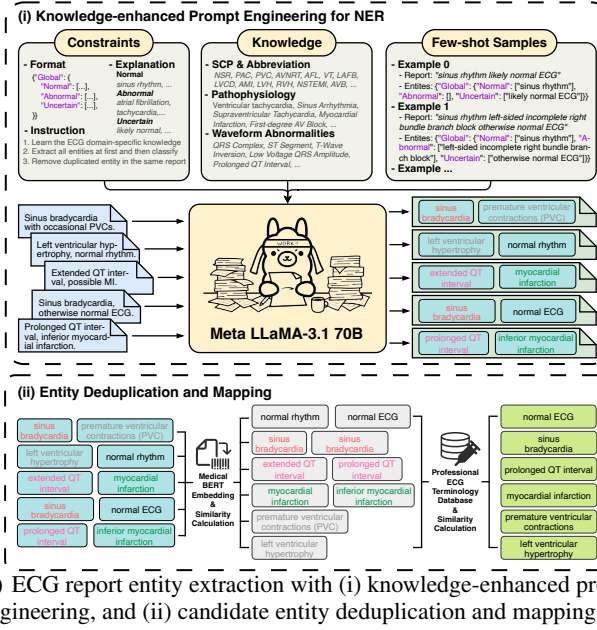 (i) Knowledge-enhanced Prompt Engineering for NER
Constraints
- Format
{"Global": {
"Normal": [...],
"Abnormal": [...],
"Uncertain": [...],
}}
- Explanation
Normal
sinus rhythm, ...
Abnormal
atrial fibrillation,
tachycardia,...
Uncertain
likely normal, ...
- Instruction
1. Learn the ECG domain-specific knowledge
2. Extract all entities at first and then classify
3. Remove duplicated entity in the same report
Knowledge
- SCP & Abbreviation
NSR, PAC, PVC, AVNRT, AFL, VT, LAFB,
LVCD, AMI, LVH, RVH, NSTEMI, AVB, ...
- Pathophysiology
Ventricular tachycardia, Sinus Arrhythmia,
Supraventricular Tachycardia, Myocardial
Infarction, First-degree AV Block, ...
- Waveform Abnormalities
QRS Complex, ST Segment, T-Wave
Inversion, Low Voltage QRS Amplitude,
Prolonged QT Interval, ...
Few-shot Samples
- Example 0
- Report: "sinus rhythm likely normal ECG"
- Entites: {"Global": {"Normal": ["sinus rhythm"],
"Abnormal": [], "Uncertain": ["likely normal ECG"]}}
- Example 1
- Report: "sinus rhythm left-sided incomplete right
bundle branch block otherwise normal ECG"
- Entities: {"Global": {"Normal": ["sinus rhythm"], "A-
bnormal": ["left-sided incomplete right bundle bran-
ch block"], "Uncertain": ["otherwise normal ECG"]}}
- Example ...
Sinus bradycardia
with occasional PVCs.
Left ventricular hyp-
ertrophy, normal rhythm.
Extended QT inter-
val, possible MI.
Sinus bradycardia,
otherwise normal ECG.
Prolonged QT inter-
val, inferior myocard-
ial infarction.
WORK!
Meta LLaMA-3.1 70B
sinus
bradycardia
premature ventricular
contractions (PVC)
left ventricular
hypertrophy
normal rhythm
extended QT
interval
myocardial
infarction
sinus
bradycardia
normal ECG
prolonged QT
interval
inferior myocardial
infarction
(ii) Entity Deduplication and Mapping
sinus
bradycardia
premature ventricular
contractions (PVC)
left ventricular
hypertrophy
normal rhythm
extended QT
interval
myocardial
infarction
sinus
bradycardia
normal ECG
prolonged QT
interval
inferior myocardial
infarction
Medical
BERT
Embedding
&
Similarity
Calculation
normal rhythm
normal ECG
sinus
bradycardia
sinus
bradycardia
extended QT
interval
prolonged QT
interval
myocardial
infarction
inferior myocardial
infarction
premature ventricular
contractions (PVC)
left ventricular
hypertrophy
Professional
ECG
Terminology
Database
&
Similarity
Calculation
normal ECG
sinus
bradycardia
prolonged QT interval
myocardial infarction
premature ventricular
contractions
left ventricular
hypertrophy
) ECG report entity extraction with (i) knowledge-enhanced pr
gineering, and (ii) candidate entity deduplication and mapping